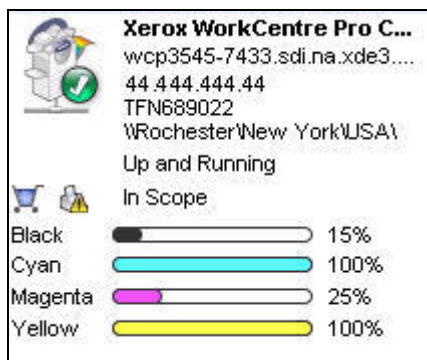 Xerox WorkCentre Pro C...
wcp3545-7433.sdi.na.xde3....
44.444.444.44
TFN689022
\\Rochester\New York\USA\
Up and Running
In Scope
Black 15%
Cyan 100%
Magenta 25%
Yellow 100%